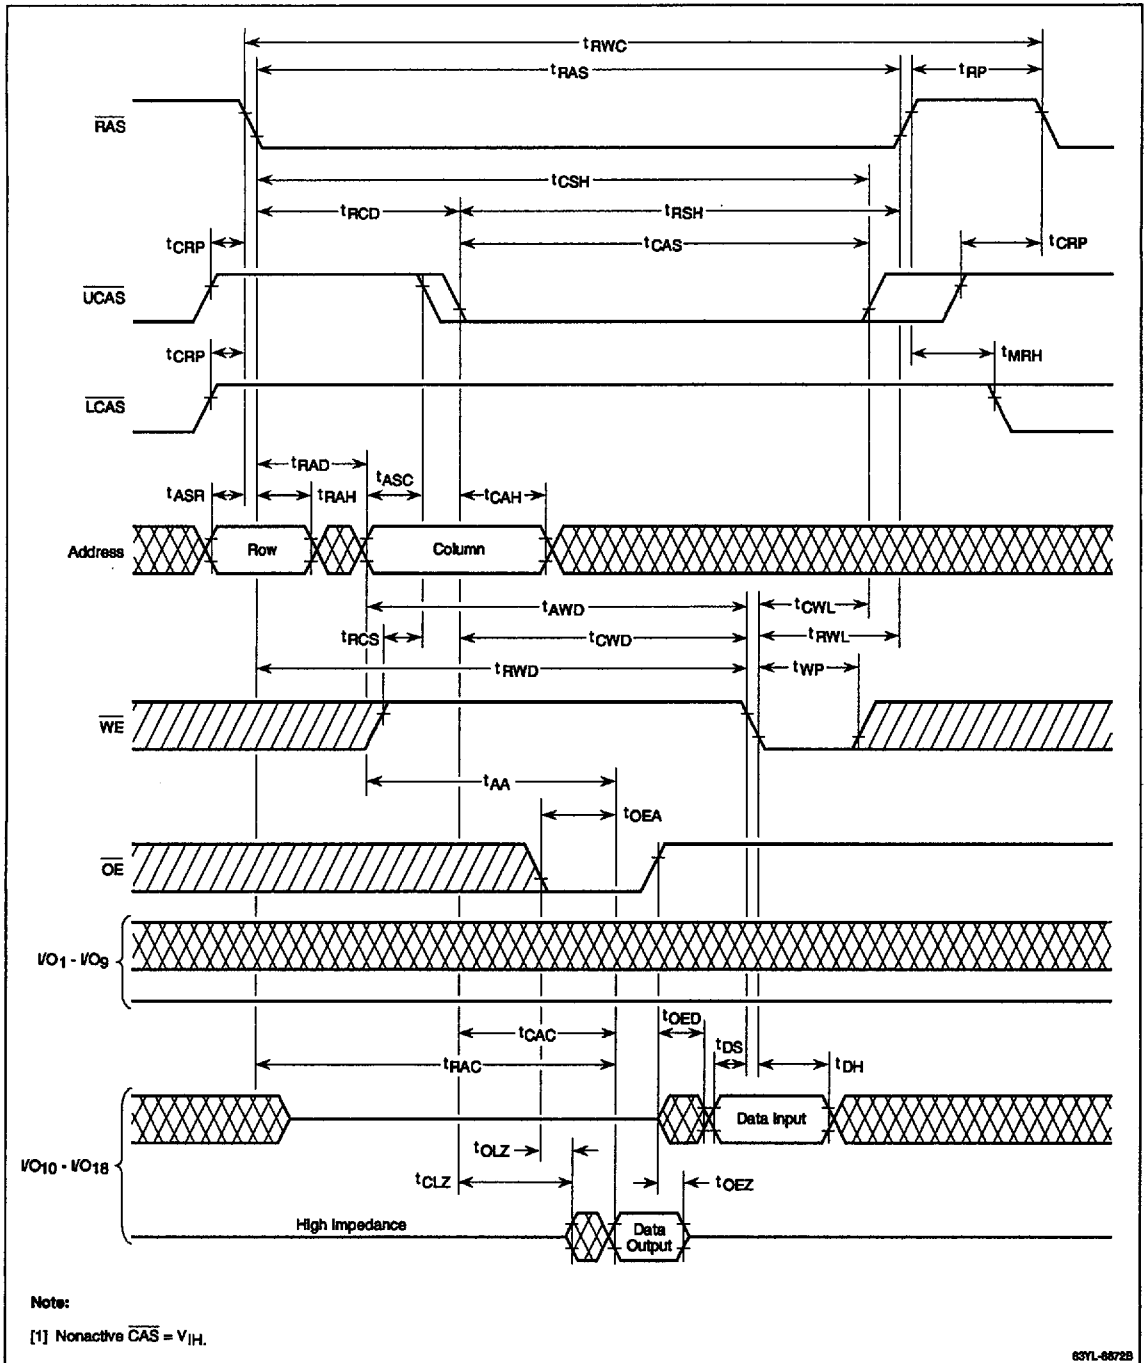 tRWC
tRAS
tRP
RAS
tCSH
tRCD
tRSH
tCRP
tCAS
tCRP
UCAS
tCRP
tMRH
LCAS
tRAD
tASC
tASR
tRAH
tCAH
Address
Row
Column
tAWD
tCWL
tRCS
tCWD
tRWL
tRWD
tWP
WE
tAA
tOEA
OE
I/O1 - I/O9
tCAC
tOED
tDS
tRAC
tDH
Data Input
tOLZ
I/O10 - I/O18
tCLZ
tOEZ
High Impedance
Data
Output
Note:
[1] Nonactive CAS = VIH.
83YL-6872B